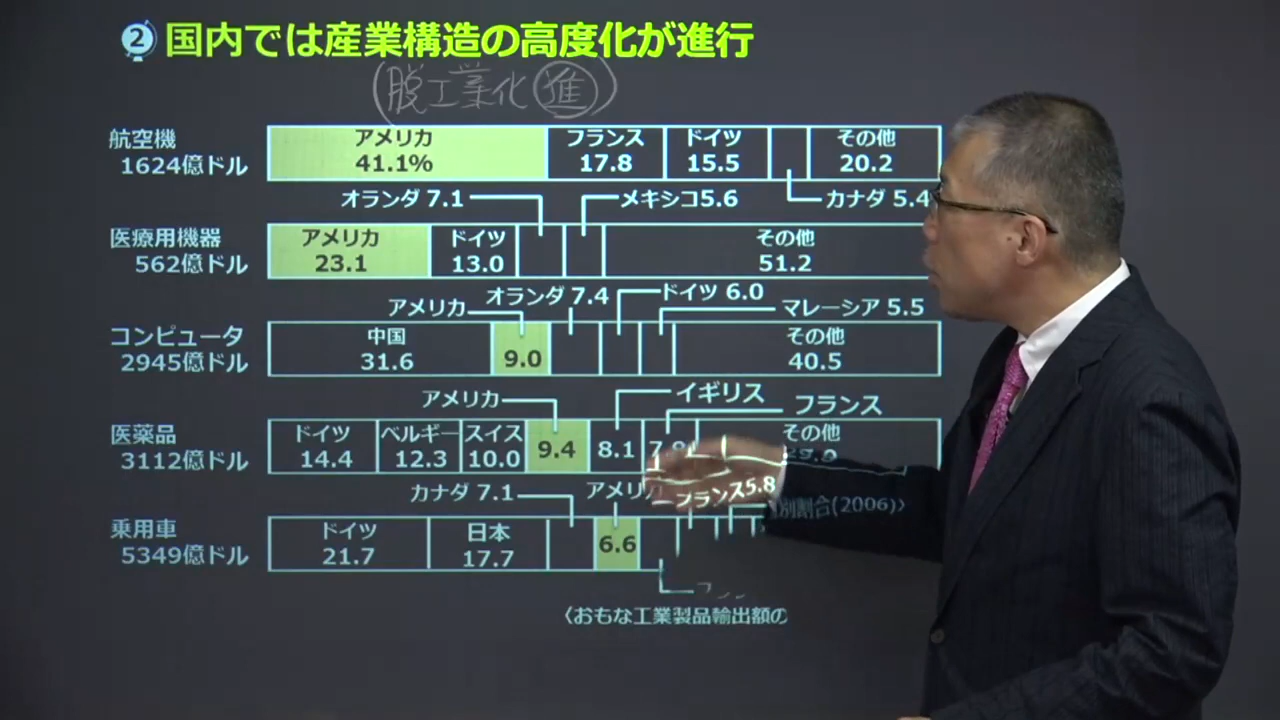 ② 国内では産業構造の高度化が進行
(脱工業化進)
航空機
1624億ドル
アメリカ
41.1%
フランス
17.8
ドイツ
15.5
その他
20.2
オランダ 7.1
メキシコ5.6
カナダ 5.4
医療用機器
562億ドル
アメリカ
23.1
ドイツ
13.0
その他
51.2
アメリカ
オランダ 7.4
ドイツ 6.0
マレーシア 5.5
コンピュータ
2945億ドル
中国
31.6
9.0
その他
40.5
アメリカ
イギリス
フランス
医薬品
3112億ドル
ドイツ
14.4
ベルギー
12.3
スイス
10.0
9.4
8.1
その他
カナダ 7.1
アメリカ
フランス5.8
別割合(2006)〉
乗用車
5349億ドル
ドイツ
21.7
日本
17.7
6.6
〈おもな工業製品輸出額の